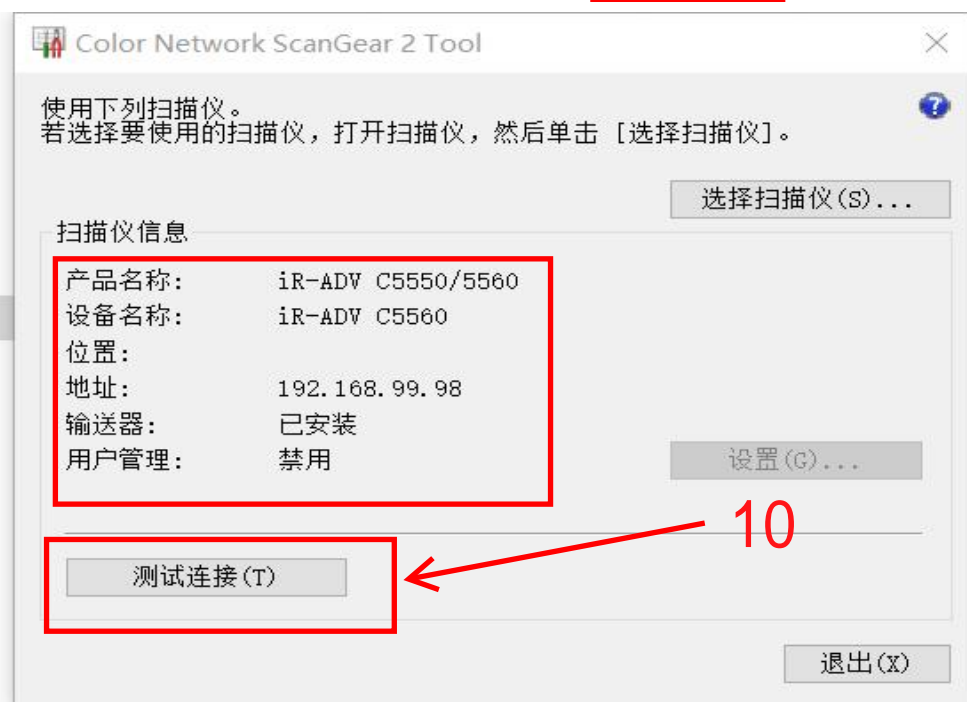 Color Network ScanGear 2 Tool
使用下列扫描仪。
若选择要使用的扫描仪，打开扫描仪，然后单击 [选择扫描仪]。
选择扫描仪(S)...
扫描仪信息
产品名称: iR-ADV C5550/5560
设备名称: iR-ADV C5560
位置:
地址: 192.168.99.98
输送器: 已安装
用户管理: 禁用
设置(G)...
10
测试连接(T)
退出(X)